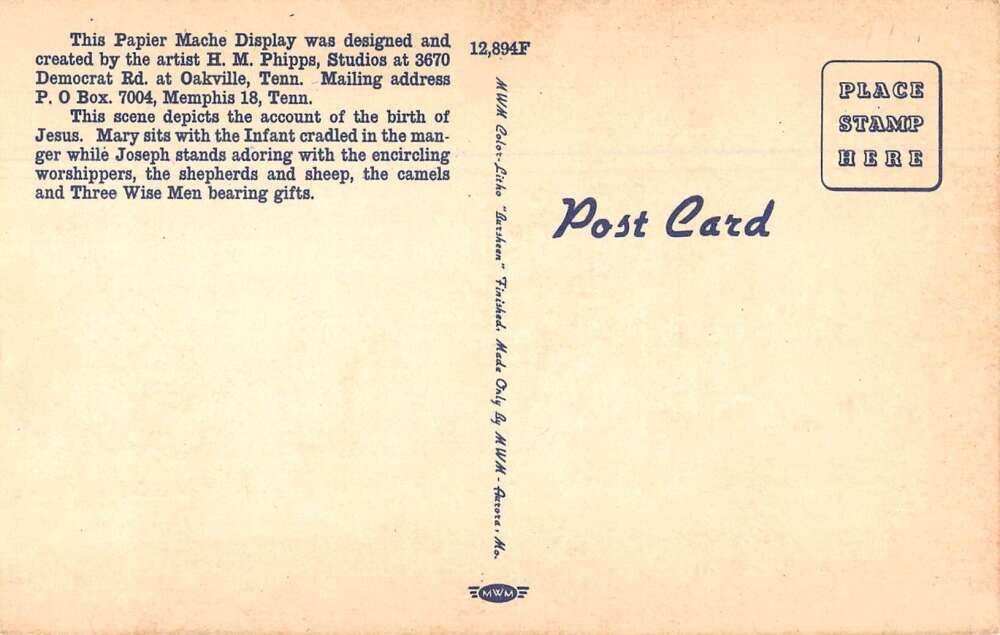 This Papier Mache Display was designed and
created by the artist H. M. Phipps, Studios at 3670
Democrat Rd. at Oakville, Tenn. Mailing address
P. O Box. 7004, Memphis 18, Tenn.
This scene depicts the account of the birth of
Jesus. Mary sits with the Infant cradled in the man-
ger while Joseph stands adoring with the encircling
worshippers, the shepherds and sheep, the camels
and Three Wise Men bearing gifts.
12,894F
MWM Color-Litho "Aursheen" Finished. Made Only By MWM - Aurora, Mo.
MWM
PLACE
STAMP
HERE
Post Card